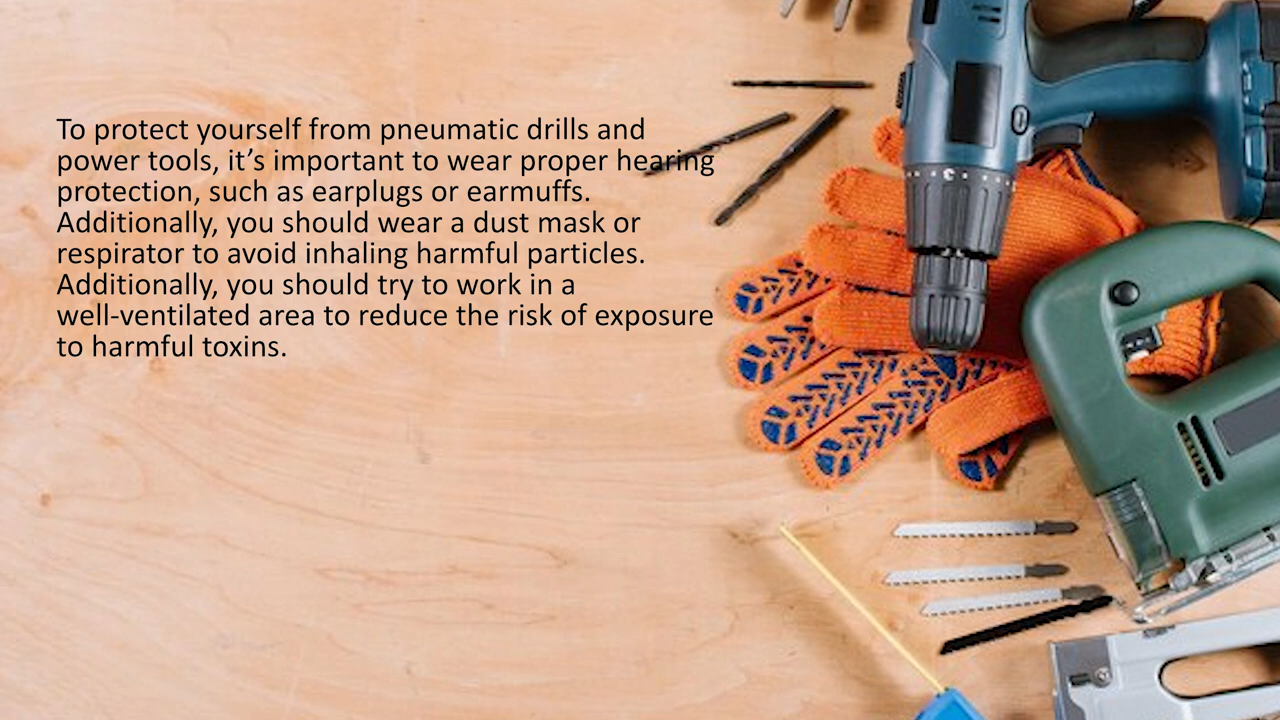 To protect yourself from pneumatic drills and
power tools, it’s important to wear proper hearing
protection, such as earplugs or earmuffs.
Additionally, you should wear a dust mask or
respirator to avoid inhaling harmful particles.
Additionally, you should try to work in a
well-ventilated area to reduce the risk of exposure
to harmful toxins.